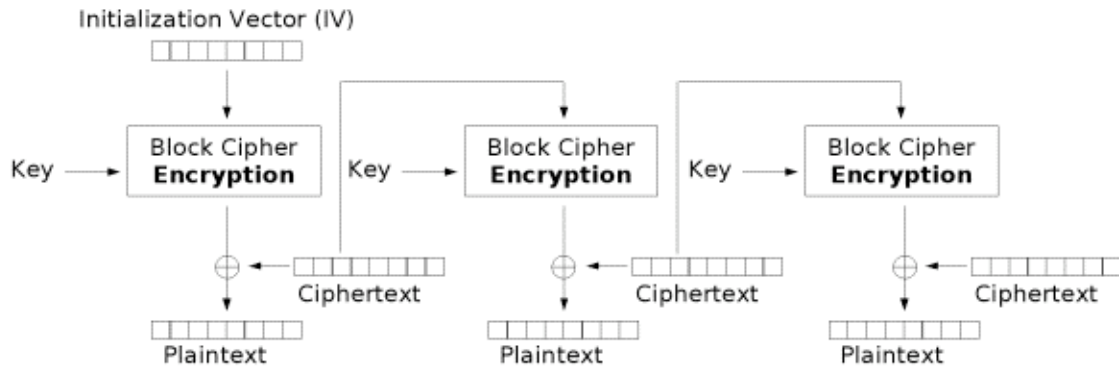 Initialization Vector (IV)
Key
Block Cipher
Encryption
Key
Block Cipher
Encryption
Key
Block Cipher
Encryption
Ciphertext
Ciphertext
Ciphertext
Plaintext
Plaintext
Plaintext